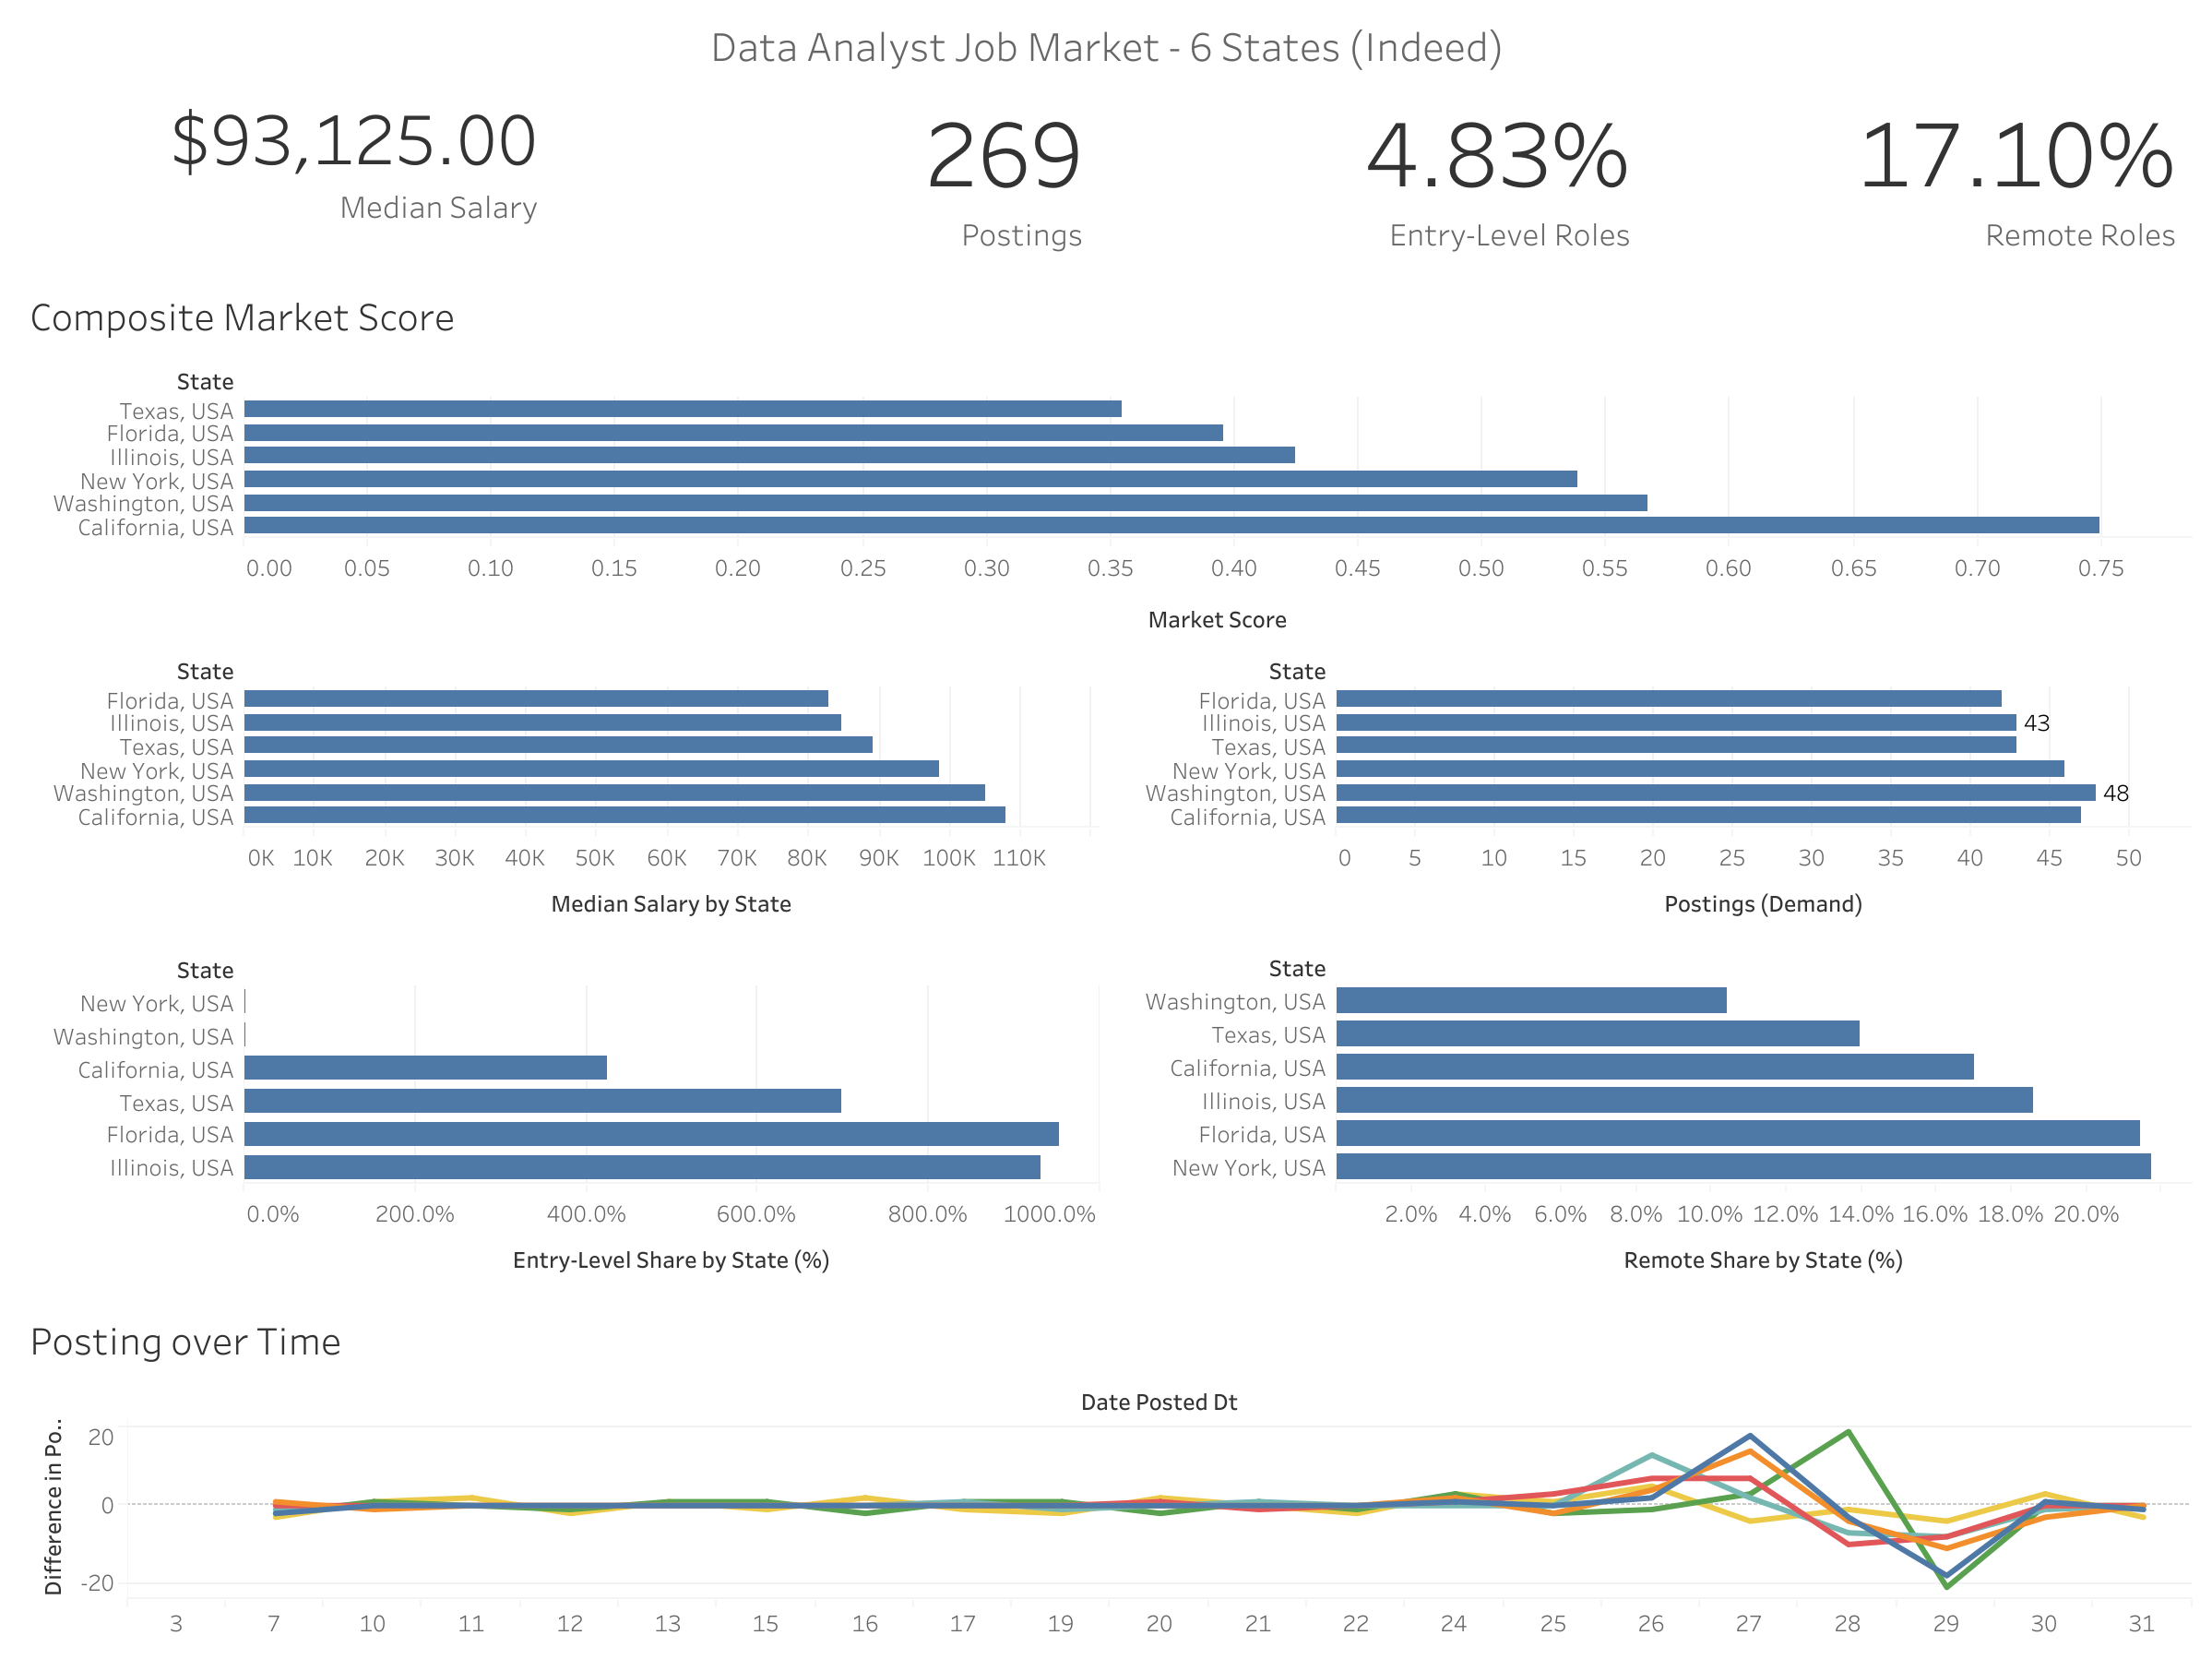 Data Analyst Job Market - 6 States (Indeed)
$93,125.00
Median Salary
269
Postings
4.83%
Entry-Level Roles
17.10%
Remote Roles
Composite Market Score
State
Texas, USA
Florida, USA
Illinois, USA
New York, USA
Washington, USA
California, USA
0.00 0.05 0.10 0.15 0.20 0.25 0.30 0.35 0.40 0.45 0.50 0.55 0.60 0.65 0.70 0.75
Market Score
State
Florida, USA
Illinois, USA
Texas, USA
New York, USA
Washington, USA
California, USA
0K 10K 20K 30K 40K 50K 60K 70K 80K 90K 100K 110K
Median Salary by State
State
Florida, USA
Illinois, USA 43
Texas, USA
New York, USA
Washington, USA 48
California, USA
0 5 10 15 20 25 30 35 40 45 50
Postings (Demand)
State
New York, USA
Washington, USA
California, USA
Texas, USA
Florida, USA
Illinois, USA
0.0% 200.0% 400.0% 600.0% 800.0% 1000.0%
Entry-Level Share by State (%)
State
Washington, USA
Texas, USA
California, USA
Illinois, USA
Florida, USA
New York, USA
2.0% 4.0% 6.0% 8.0% 10.0% 12.0% 14.0% 16.0% 18.0% 20.0%
Remote Share by State (%)
Posting over Time
Date Posted Dt
Difference in Po..
20
0
-20
3 7 10 11 12 13 15 16 17 19 20 21 22 24 25 26 27 28 29 30 31